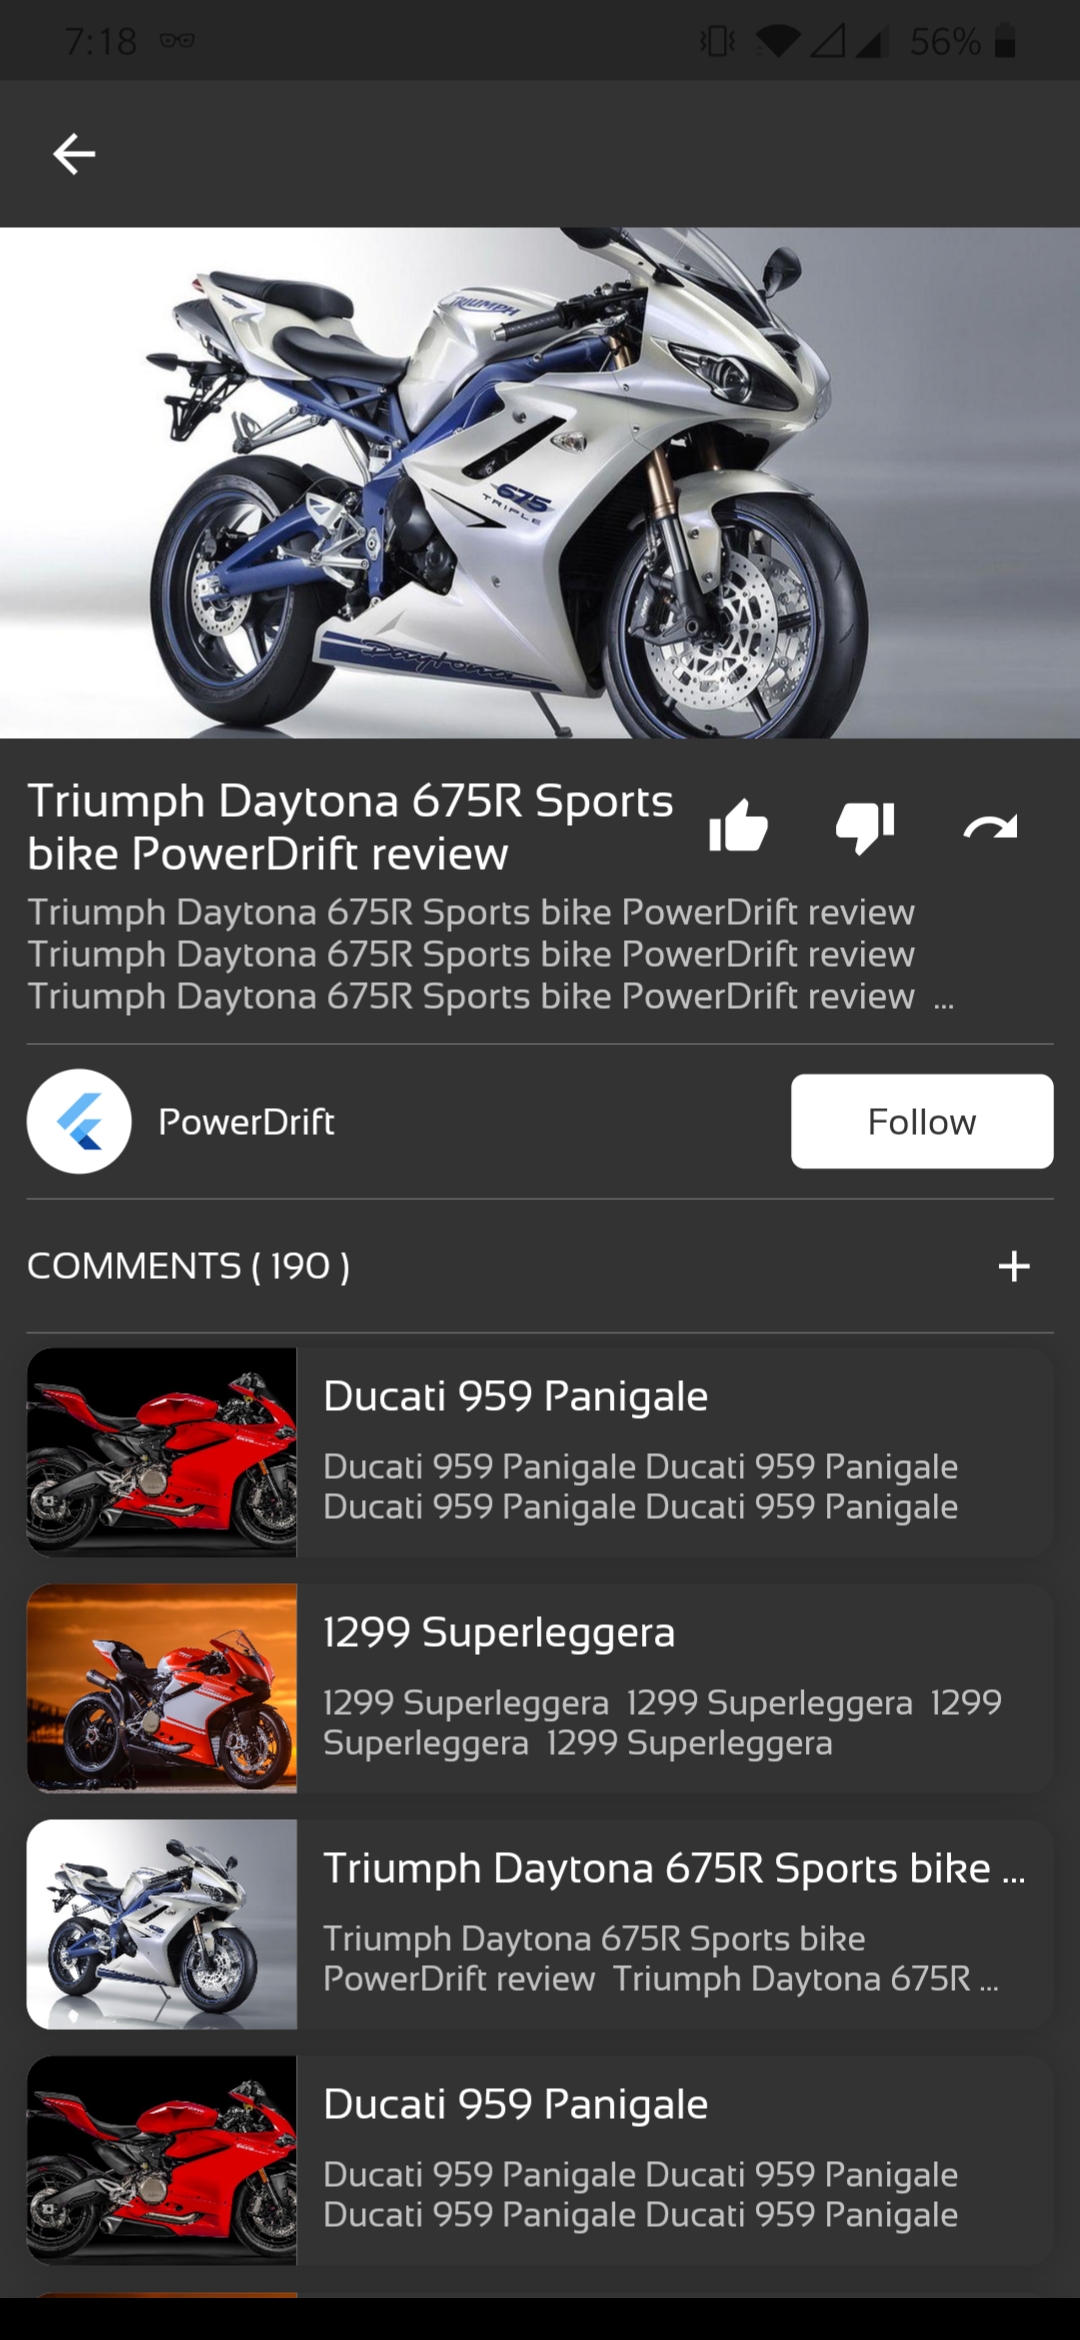 7:18
56%
TRIUMPH
675
TRIPLE
Daytona
Triumph Daytona 675R Sports
bike PowerDrift review
Triumph Daytona 675R Sports bike PowerDrift review
Triumph Daytona 675R Sports bike PowerDrift review
Triumph Daytona 675R Sports bike PowerDrift review ...
PowerDrift
Follow
COMMENTS ( 190 )
Ducati 959 Panigale
Ducati 959 Panigale Ducati 959 Panigale
Ducati 959 Panigale Ducati 959 Panigale
1299 Superleggera
1299 Superleggera 1299 Superleggera 1299
Superleggera 1299 Superleggera
Triumph Daytona 675R Sports bike ...
Triumph Daytona 675R Sports bike
PowerDrift review Triumph Daytona 675R ...
Ducati 959 Panigale
Ducati 959 Panigale Ducati 959 Panigale
Ducati 959 Panigale Ducati 959 Panigale